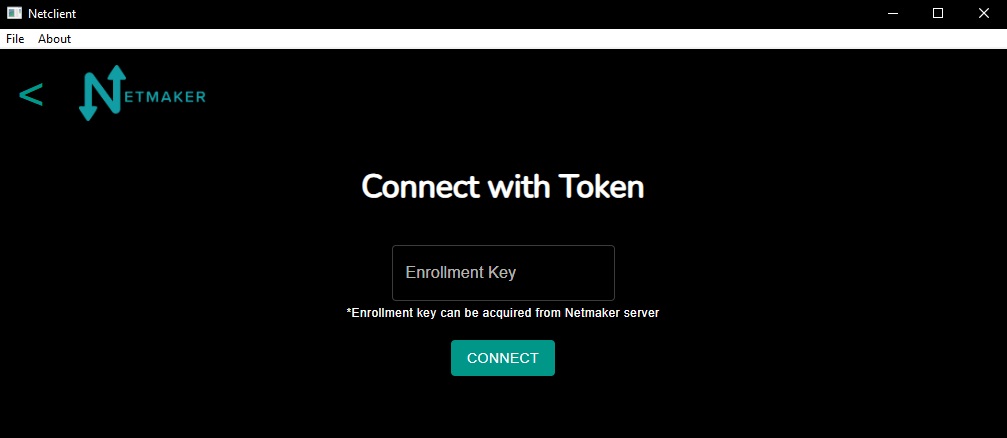 Netclient
File About
<
NETMAKER
Connect with Token
Enrollment Key
*Enrollment key can be acquired from Netmaker server
CONNECT